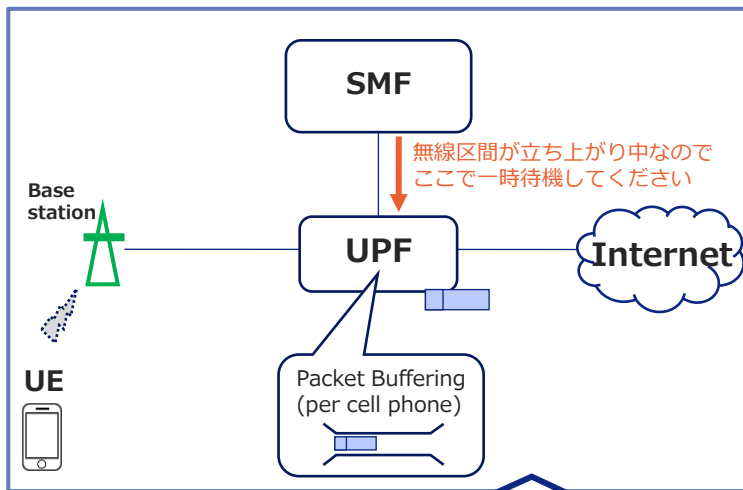 SMF
無線区間が立ち上がり中なので
ここで一時待機してください
Base
station
UPF
Internet
UE
Packet Buffering
(per cell phone)